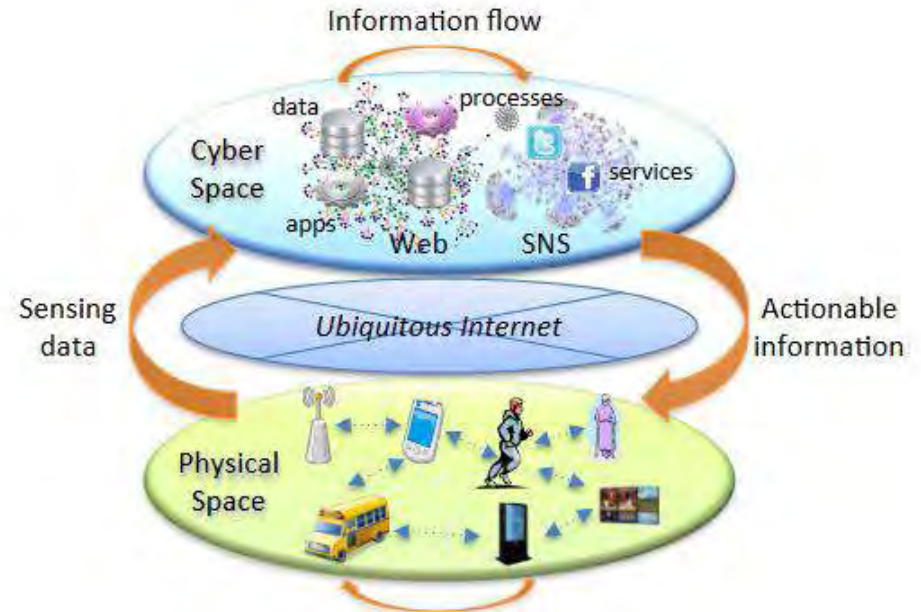 Information flow
data
processes
Cyber
Space
services
apps
Web
SNS
Sensing
data
Ubiquitous Internet
Actionable
information
Physical
Space